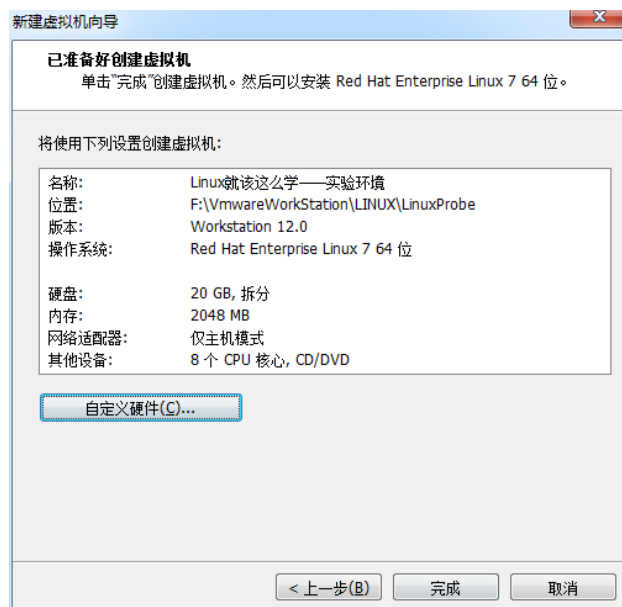 新建虚拟机向导
已准备好创建虚拟机
单击"完成"创建虚拟机。然后可以安装 Red Hat Enterprise Linux 7 64 位。
将使用下列设置创建虚拟机:
名称: Linux就该这么学——实验环境
位置: F:\VmwareWorkStation\LINUX\LinuxProbe
版本: Workstation 12.0
操作系统: Red Hat Enterprise Linux 7 64 位
硬盘: 20 GB, 拆分
内存: 2048 MB
网络适配器: 仅主机模式
其他设备: 8 个 CPU 核心, CD/DVD
自定义硬件(C)...
< 上一步(B) 完成 取消